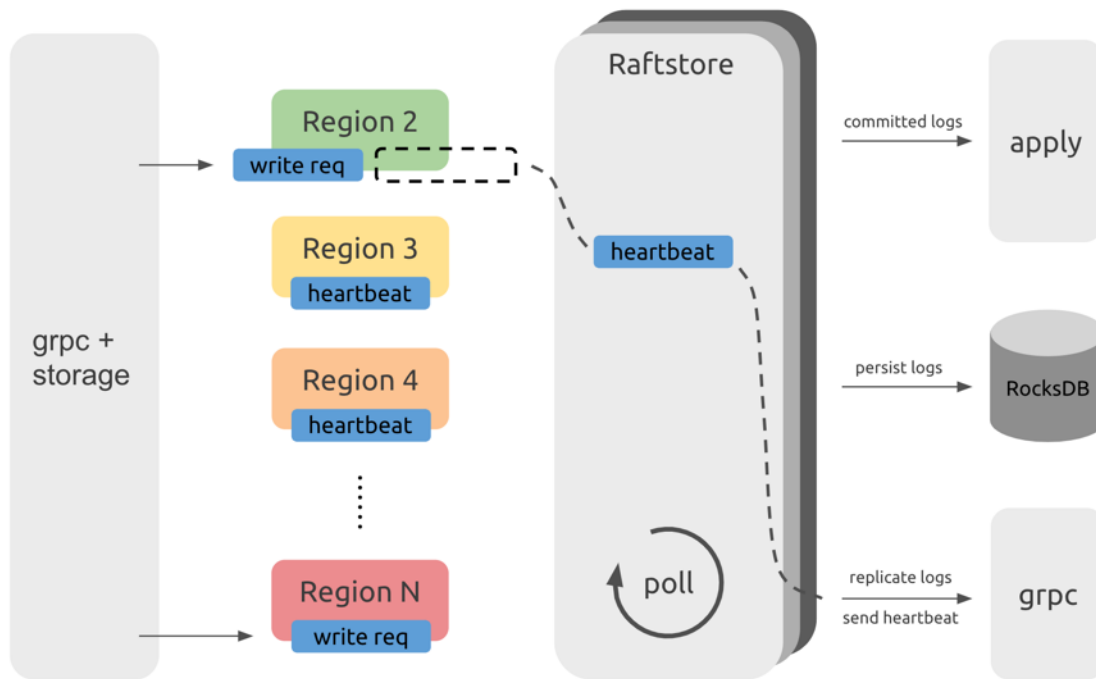 grpc +
storage
Region 2
write req
Region 3
heartbeat
Region 4
heartbeat
Region N
write req
Raftstore
heartbeat
poll
committed logs
persist logs
replicate logs
send heartbeat
apply
RocksDB
grpc